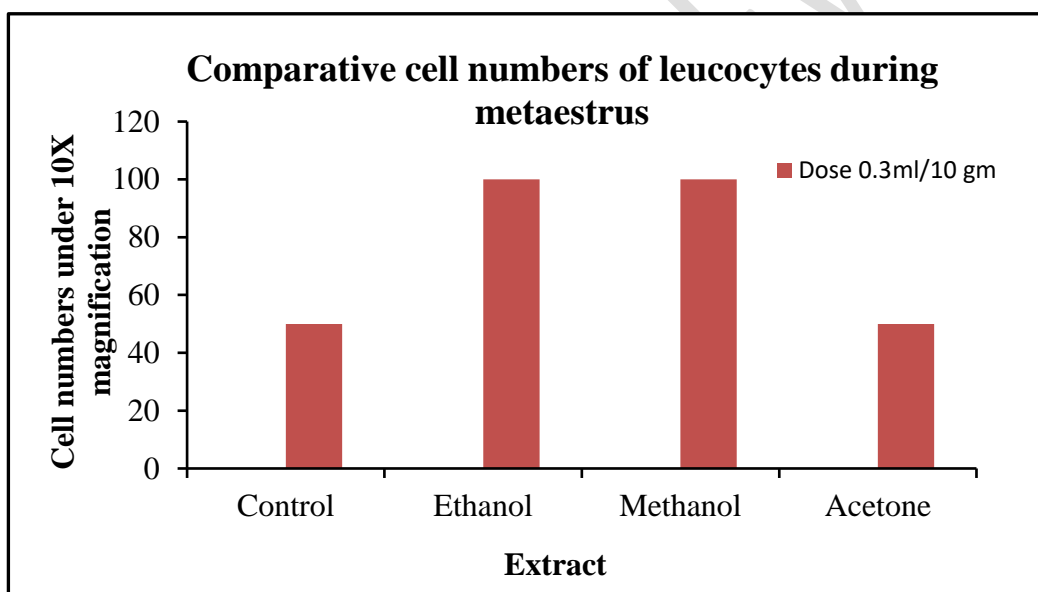 Comparative cell numbers of leucocytes during
metaestrus
Cell numbers under 10X
magnification
120
100
80
60
40
20
0
Dose 0.3ml/10 gm
Control Ethanol Methanol Acetone
Extract